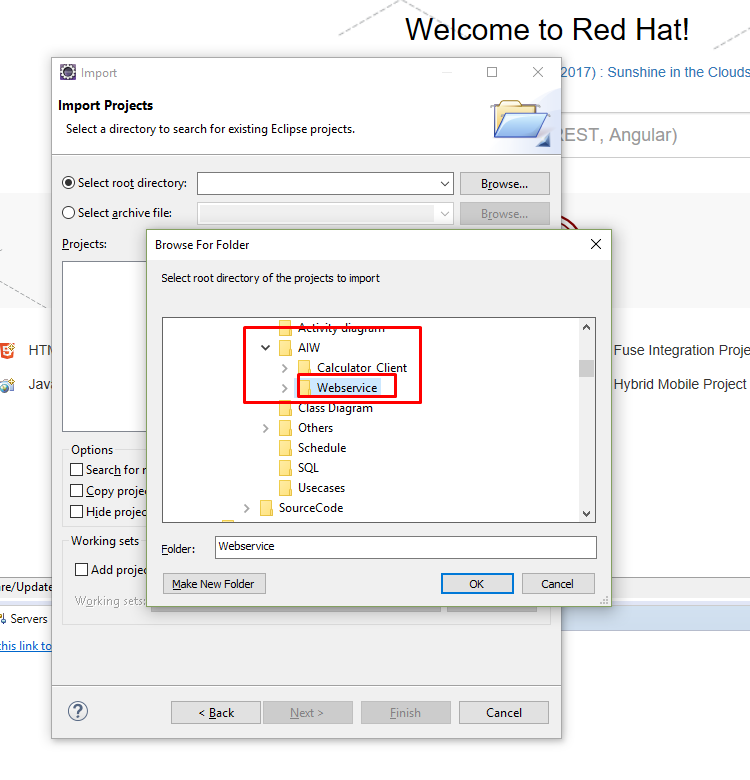 Welcome to Red Hat!
Import
2017) : Sunshine in the Clouds
Import Projects
Select a directory to search for existing Eclipse projects.
REST, Angular)
Select root directory:
Browse...
Select archive file:
Browse...
Projects:
Browse For Folder
Select root directory of the projects to import
Activity diagram
HTM
AIW
Fuse Integration Proje
Calculator_Client
Java
Webservice
Hybrid Mobile Project
Class Diagram
Others
Options
Schedule
Search for n
SQL
Copy projec
Usecases
Hide projec
SourceCode
Working sets
Folder:
Webservice
Add projec
Make New Folder
OK
Cancel
are/Update
Working sets:
Servers
this link to
?
< Back
Next >
Finish
Cancel